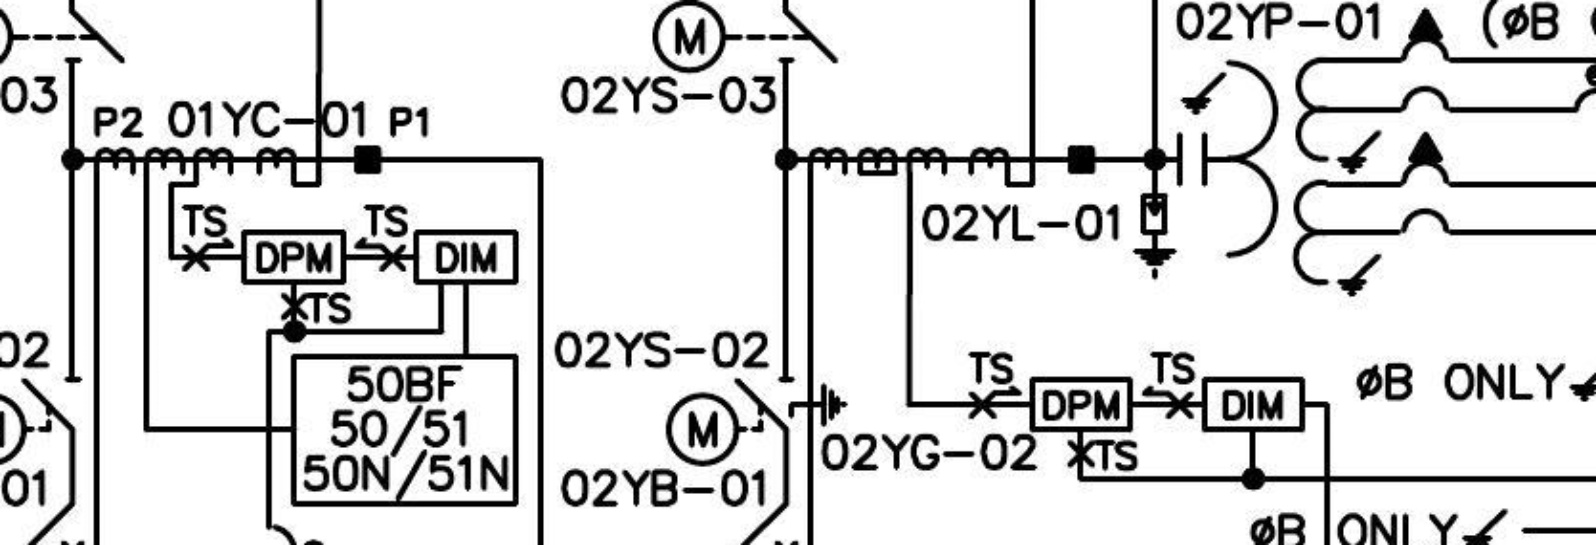 02YP-01
(øB
M
03
02YS-03
P2 01YC-01 P1
TS TS
02YL-01
DPM DIM
TS
02
02YS-02
TS TS
50BF
50/51
50N/51N
DPM DIM
øB ONLY
M
02YG-02
TS
01
02YB-01
øB ONLY